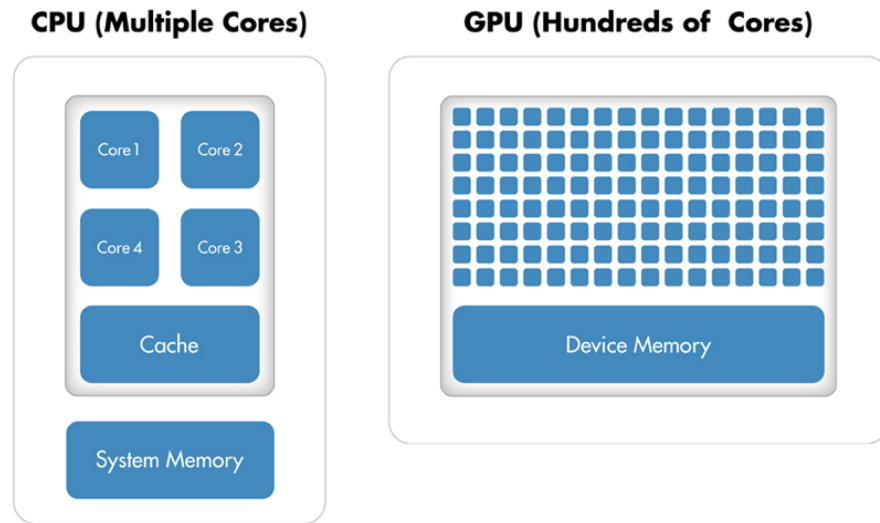 CPU (Multiple Cores)
GPU (Hundreds of Cores)
Core 1
Core 2
Core 4
Core 3
Cache
System Memory
Device Memory